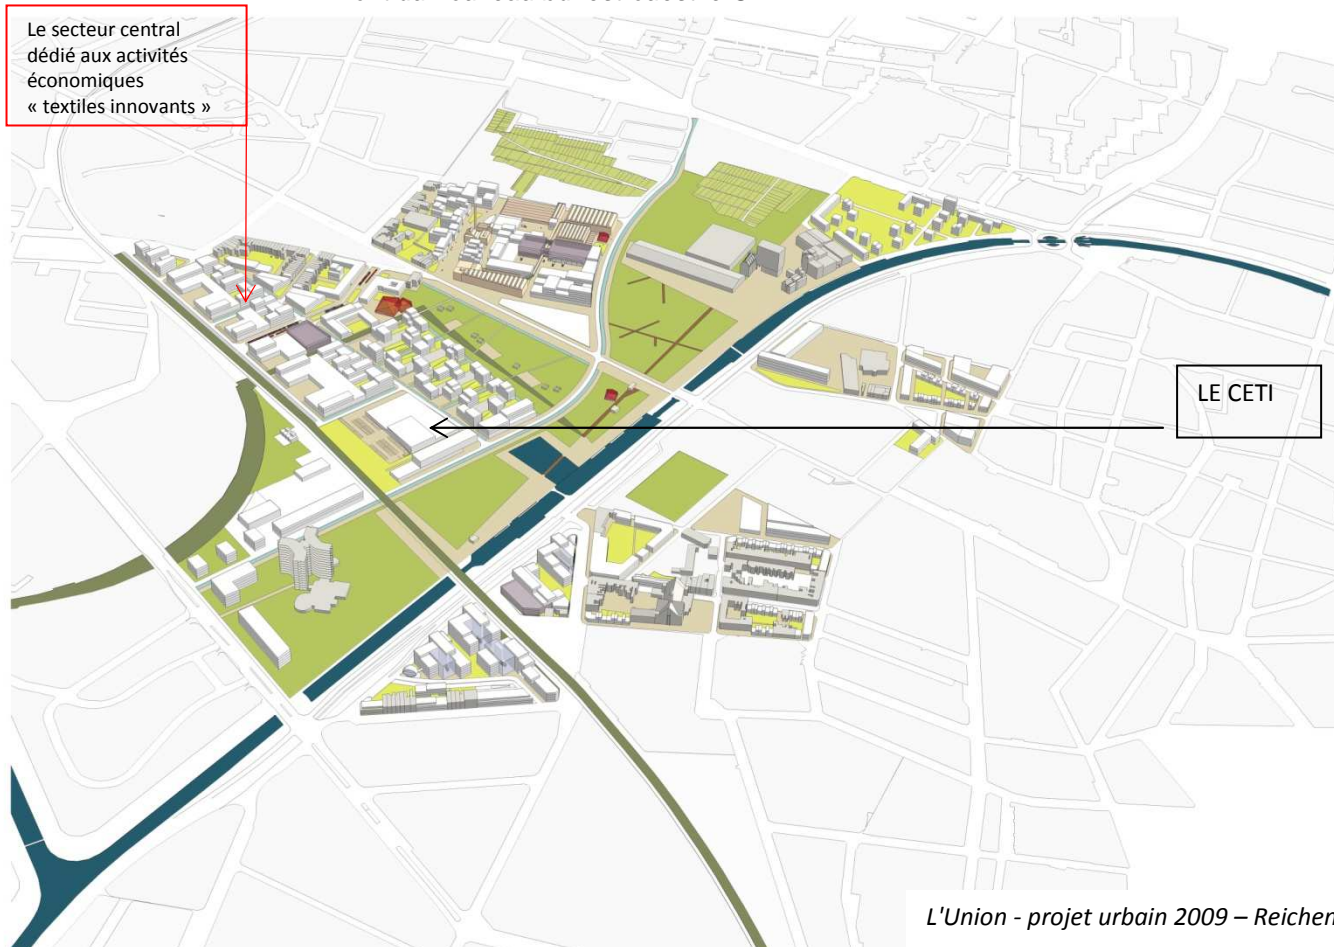 Le secteur central
dédié aux activités
économiques
« textiles innovants »
LE CETI
L'Union - projet urbain 2009 – Reichen